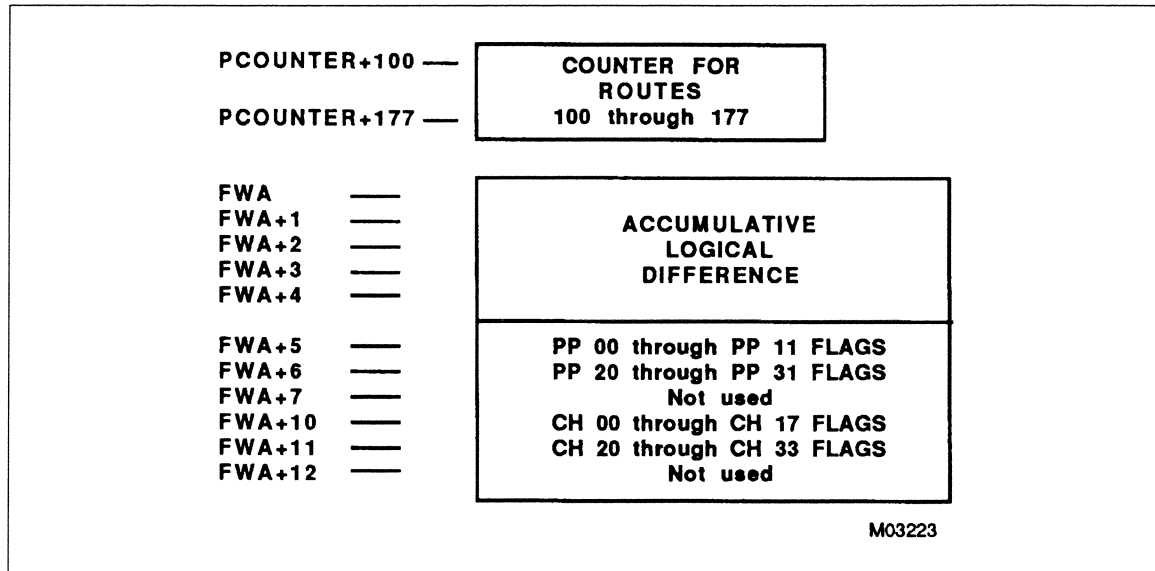 PCOUNTER+100
COUNTER FOR
ROUTES
PCOUNTER+177
100 through 177
FWA
FWA+1
FWA+2
FWA+3
FWA+4
ACCUMULATIVE
LOGICAL
DIFFERENCE
FWA+5 PP 00 through PP 11 FLAGS
FWA+6 PP 20 through PP 31 FLAGS
FWA+7 Not used
FWA+10 CH 00 through CH 17 FLAGS
FWA+11 CH 20 through CH 33 FLAGS
FWA+12 Not used
M03223